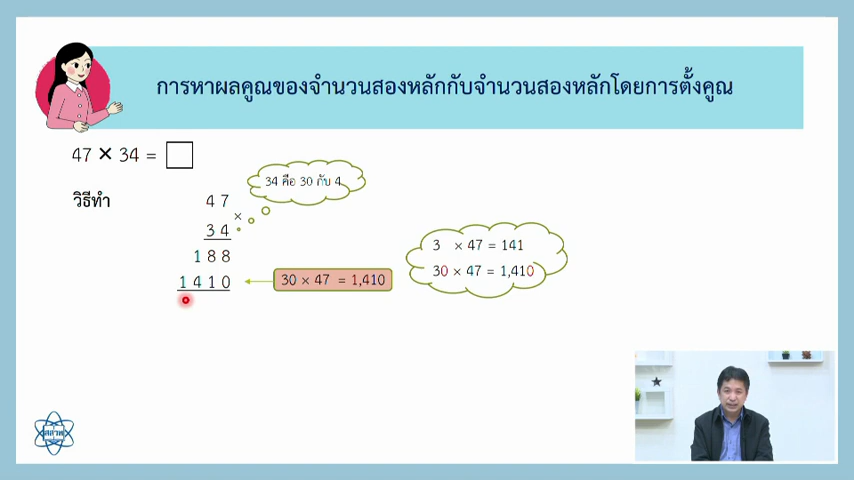 การหาผลคูณของจำนวนสองหลักกับจำนวนสองหลักโดยการตั้งคูณ
47 × 34 =
34 คือ 30 กับ 4
วิธีทำ
4 7
×
3 4
1 8 8
1 4 1 0
30 × 47 = 1,410
3 × 47 = 141
30 × 47 = 1,410
สสวท